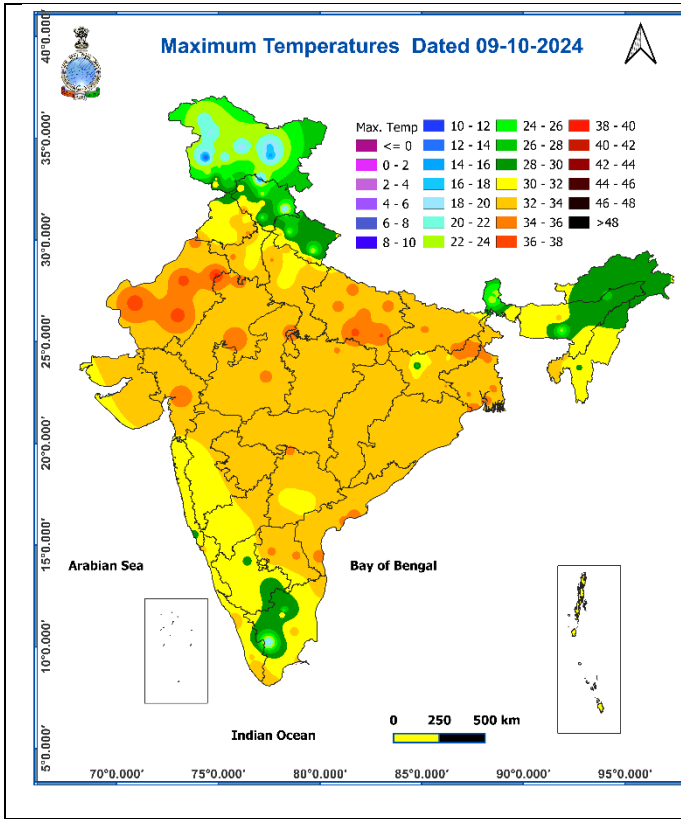 Maximum Temperatures Dated 09-10-2024
Max. Temp
<= 0
0 - 2
2 - 4
4 - 6
6 - 8
8 - 10
10 - 12
12 - 14
14 - 16
16 - 18
18 - 20
20 - 22
22 - 24
24 - 26
26 - 28
28 - 30
30 - 32
32 - 34
34 - 36
36 - 38
38 - 40
40 - 42
42 - 44
44 - 46
46 - 48
>48
40°0.000'
35°0.000'
30°0.000'
25°0.000'
20°0.000'
15°0.000'
10°0.000'
5°0.000'
Arabian Sea
Bay of Bengal
Indian Ocean
0 250 500 km
70°0.000' 75°0.000' 80°0.000' 85°0.000' 90°0.000' 95°0.000'